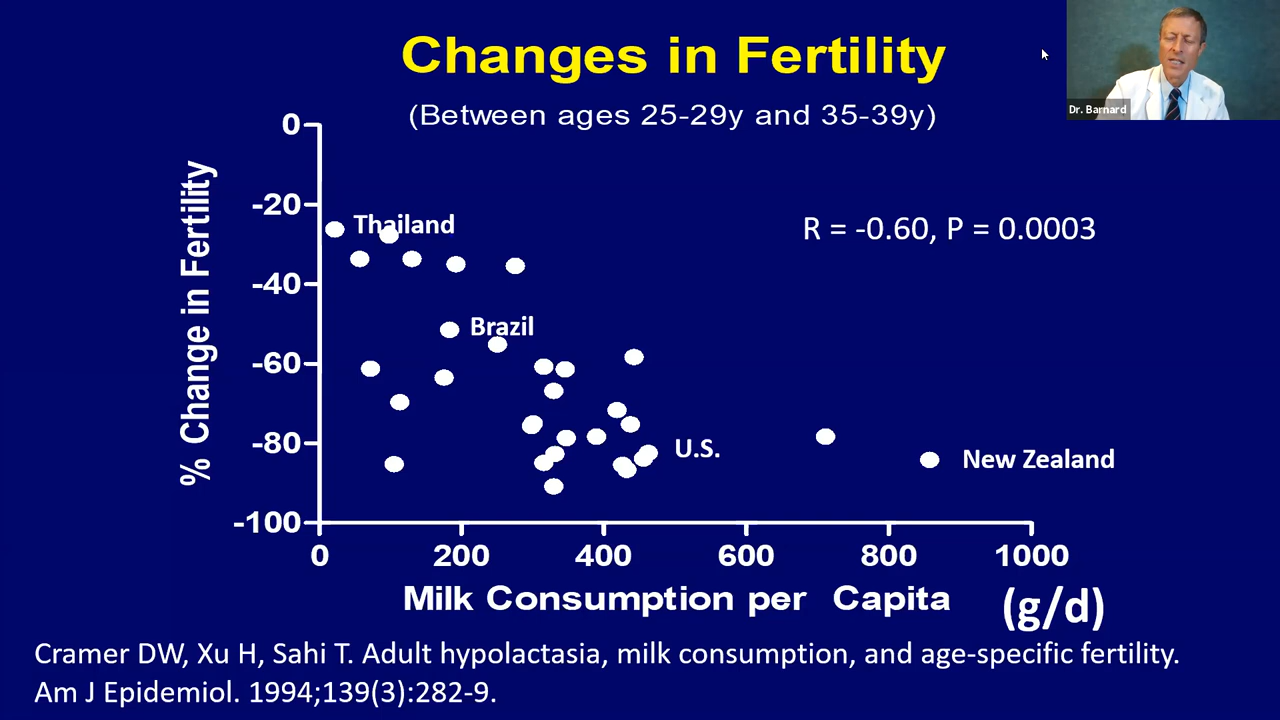 Changes in Fertility
Dr. Barnard
(Between ages 25-29y and 35-39y)
0
-20
-40
-60
-80
-100
% Change in Fertility
Thailand
R = -0.60, P = 0.0003
Brazil
U.S.
New Zealand
0 200 400 600 800 1000
Milk Consumption per Capita (g/d)
Cramer DW, Xu H, Sahi T. Adult hypolactasia, milk consumption, and age-specific fertility.
Am J Epidemiol. 1994;139(3):282-9.